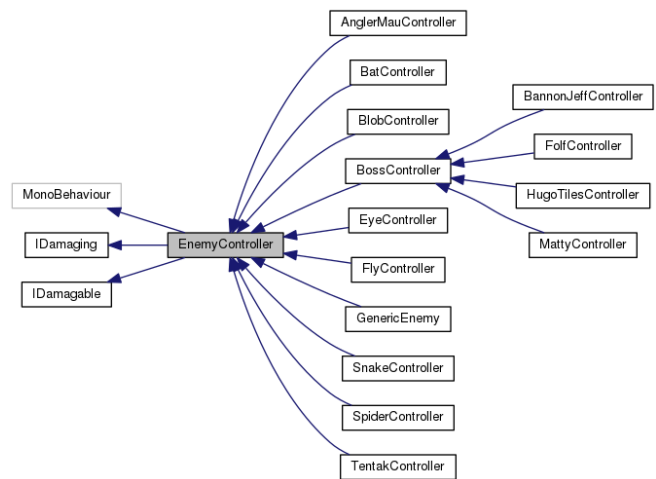 AnglerMauController
BatController
BannonJeffController
BlobController
FolfController
BossController
MonoBehaviour
HugoTilesController
EyeController
IDamaging
EnemyController
MattyController
FlyController
IDamagable
GenericEnemy
SnakeController
SpiderController
TentakController